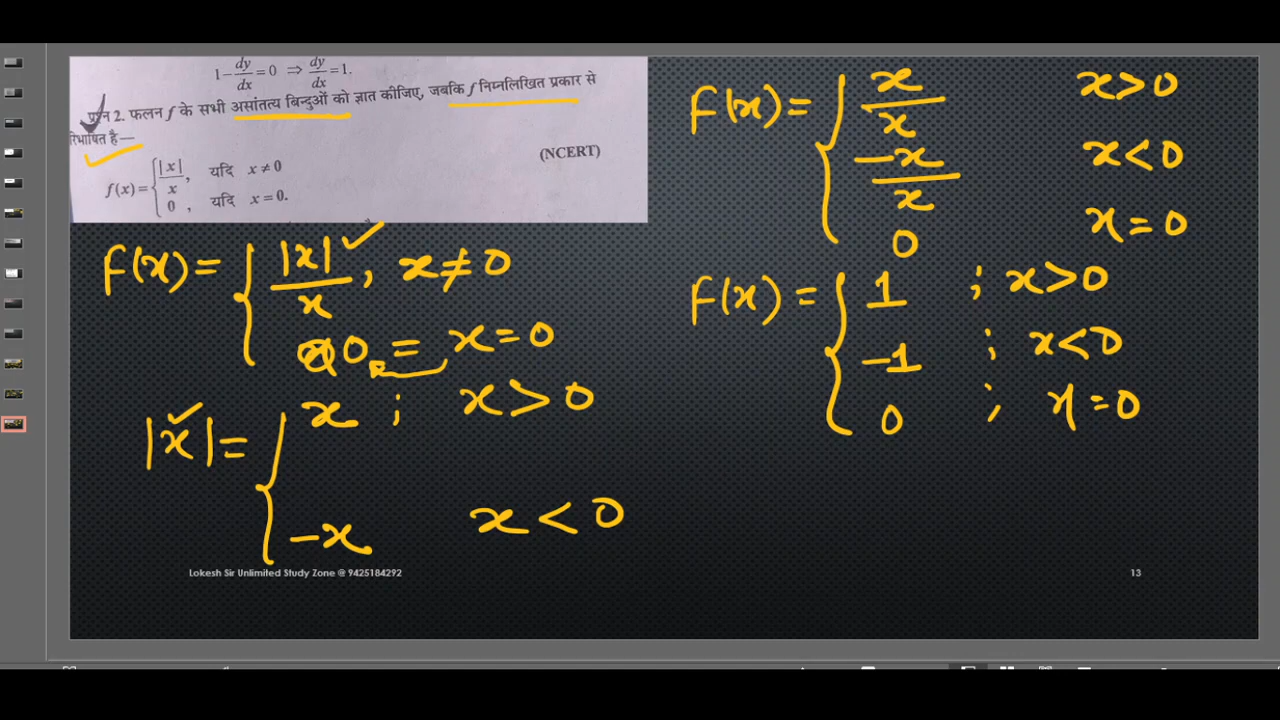 1-dy/dx=0 ⇒ dy/dx=1.
प्रश्न 2. फलन f के सभी असांतत्य बिन्दुओं को ज्ञात कीजिए, जबकि f निम्नलिखित प्रकार से
रिभाषित है—
(NCERT)
f(x)={|x|/x, यदि x≠0
0, यदि x=0.
F(x)={|x|/x, x≠0
0 = x=0
|x|={x ; x>0
-x x<0
F(x)={x/x x>0
-x/x x<0
0 x=0
F(x)={1 ; x>0
-1 ; x<0
0 ; x=0
Lokesh Sir Unlimited Study Zone @ 9425184292
13